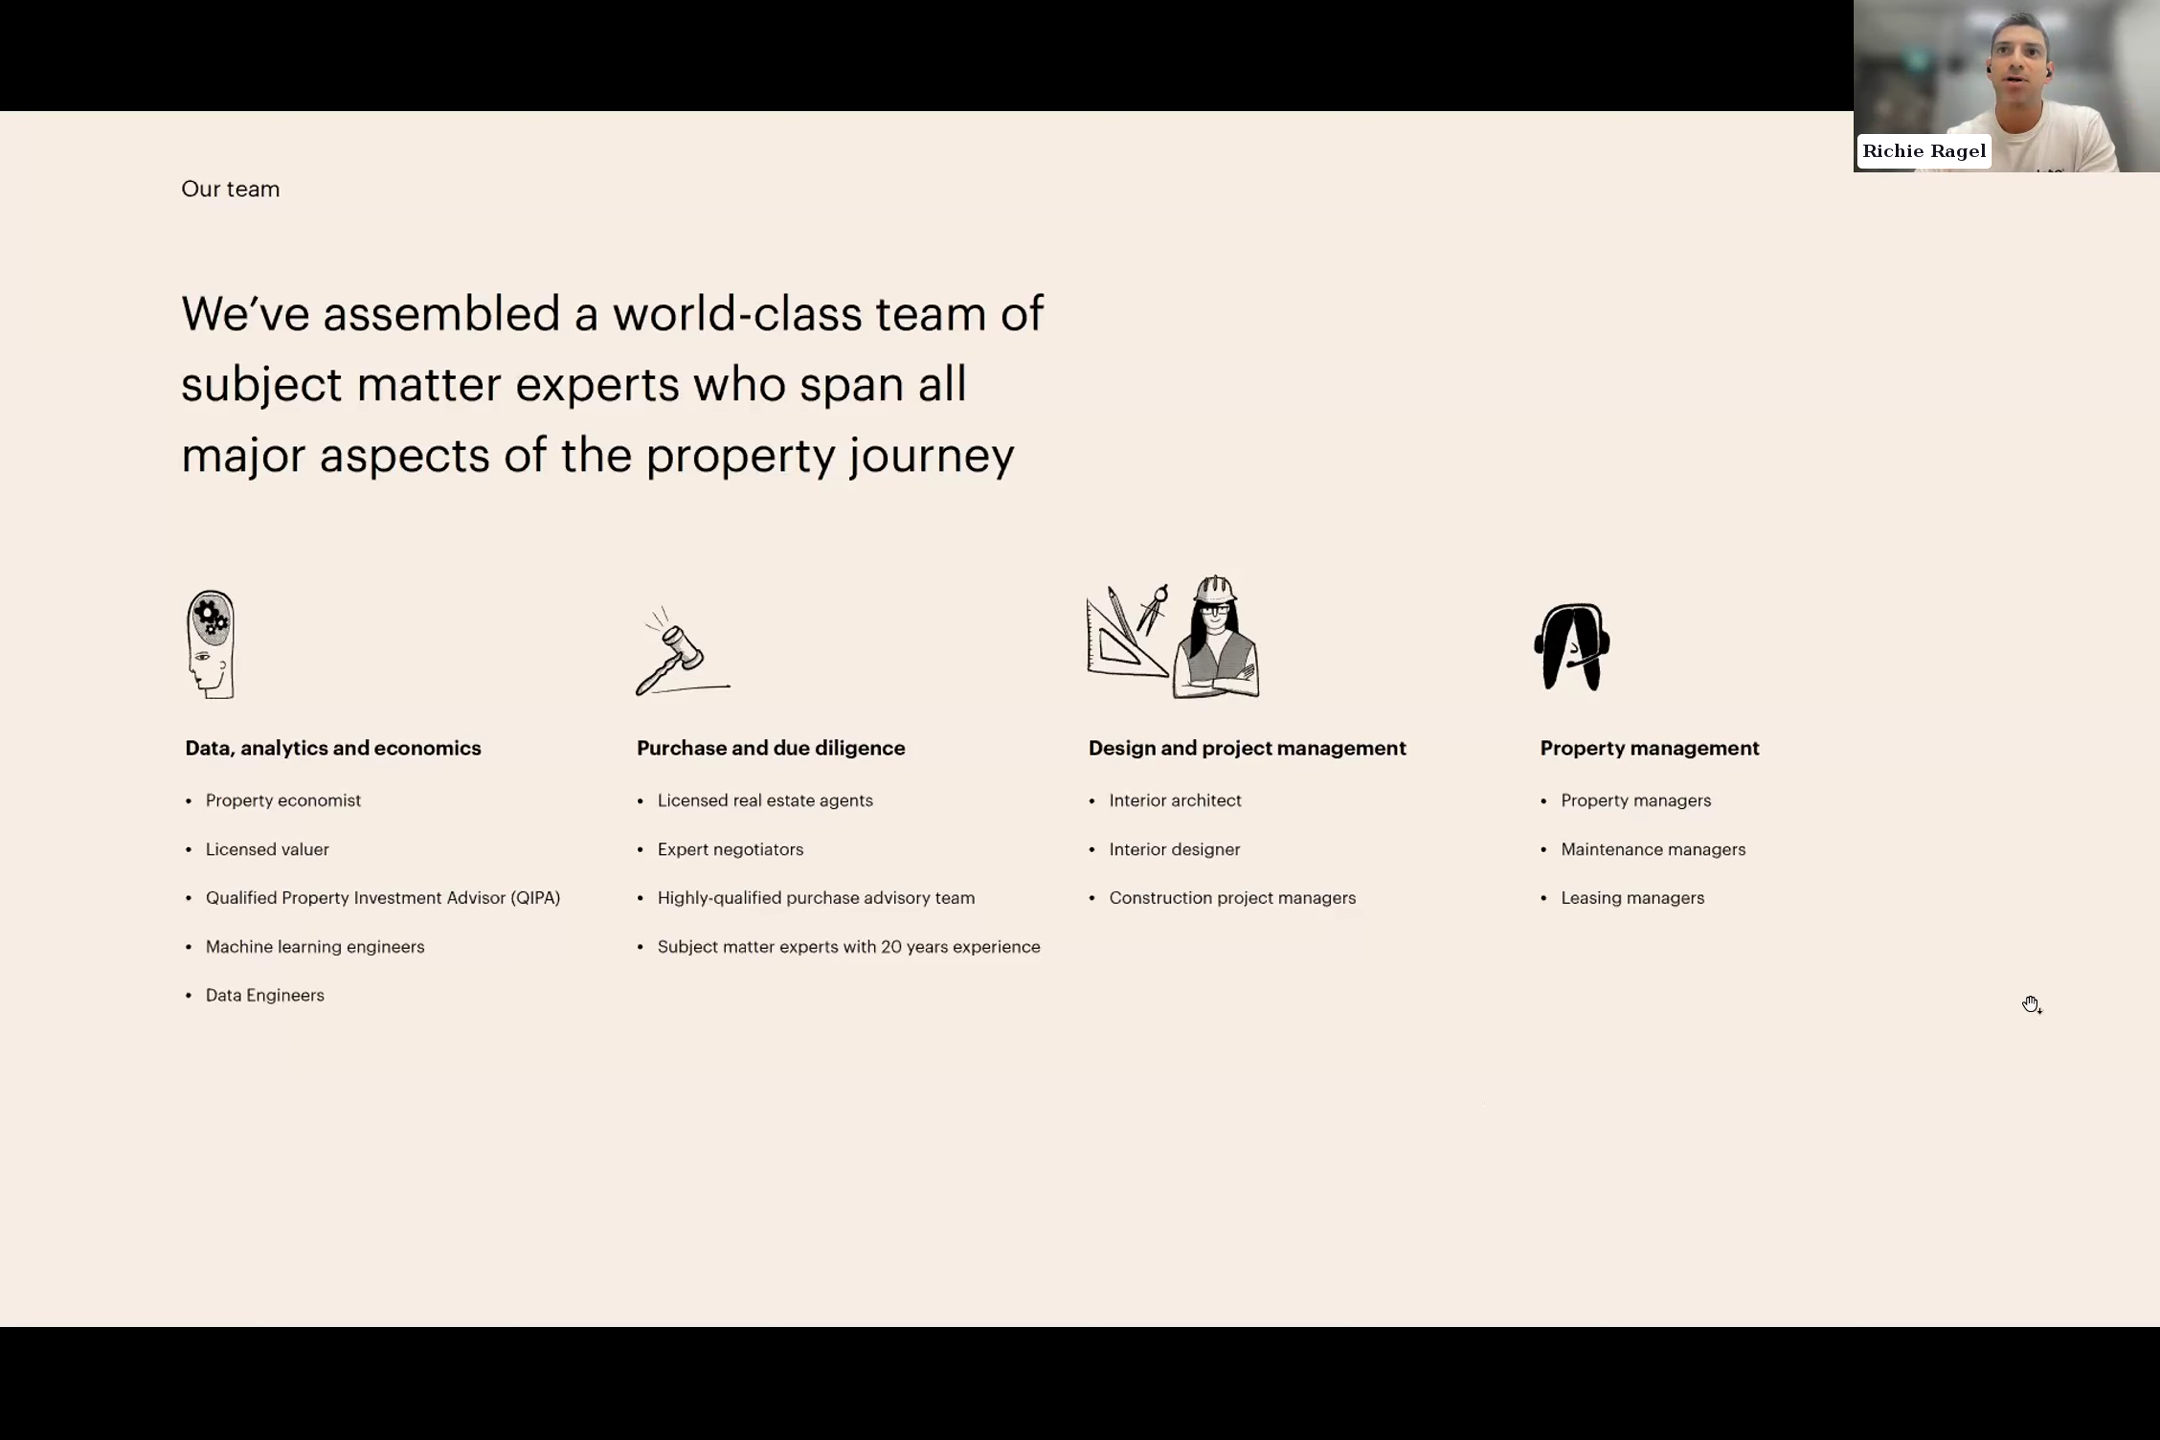 Richie Ragel
Our team
We’ve assembled a world-class team of
subject matter experts who span all
major aspects of the property journey
Data, analytics and economics
• Property economist
• Licensed valuer
• Qualified Property Investment Advisor (QIPA)
• Machine learning engineers
• Data Engineers
Purchase and due diligence
• Licensed real estate agents
• Expert negotiators
• Highly-qualified purchase advisory team
• Subject matter experts with 20 years experience
Design and project management
• Interior architect
• Interior designer
• Construction project managers
Property management
• Property managers
• Maintenance managers
• Leasing managers